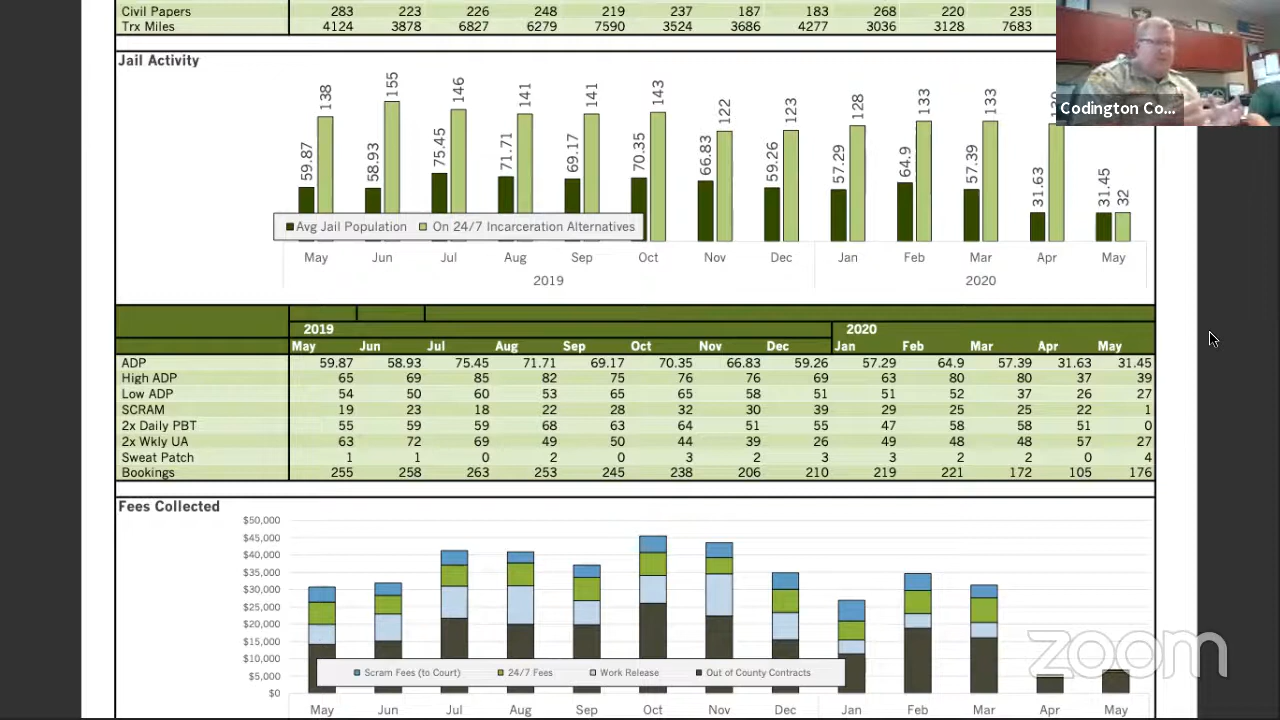 Civil Papers 283 223 226 248 219 237 187 183 268 220 235
Trx Miles 4124 3878 3686 6279 7590 3524 3686 4277 3036 3128 7683
Codington Co...
Jail Activity
59.87 138 58.93 155 75.45 146 71.71 141 69.17 141 70.35 143 66.83 122 59.26 123 57.29 128 64.9 133 57.39 133 31.63 31.45 32
Avg Jail Population On 24/7 Incarceration Alternatives
May Jun Jul Aug Sep Oct Nov Dec Jan Feb Mar Apr May
2019 2020
2019 2020
May Jun Jul Aug Sep Oct Nov Dec Jan Feb Mar Apr May
ADP 59.87 58.93 75.45 71.71 69.17 70.35 66.83 59.26 57.29 64.9 57.39 31.63 31.45
High ADP 65 69 85 82 75 76 76 69 63 80 80 37 39
Low ADP 54 50 60 53 65 65 58 51 51 52 37 26 27
SCRAM 19 23 18 22 28 32 30 39 29 25 25 22 1
2x Daily PBT 55 59 59 68 63 64 51 55 47 58 58 51 0
2x Wkly UA 63 72 69 49 50 44 39 26 49 48 48 57 27
Sweat Patch 1 1 0 2 0 3 2 3 3 2 2 0 4
Bookings 255 258 263 253 245 238 206 210 219 221 172 105 176
Fees Collected
$50,000
$45,000
$40,000
$35,000
$30,000
$25,000
$20,000
$15,000
$10,000
$5,000
$0
Scram Fees (to Court) 24/7 Fees Work Release Out of County Contracts
May Jun Jul Aug Sep Oct Nov Dec Jan Feb Mar Apr May
zoom